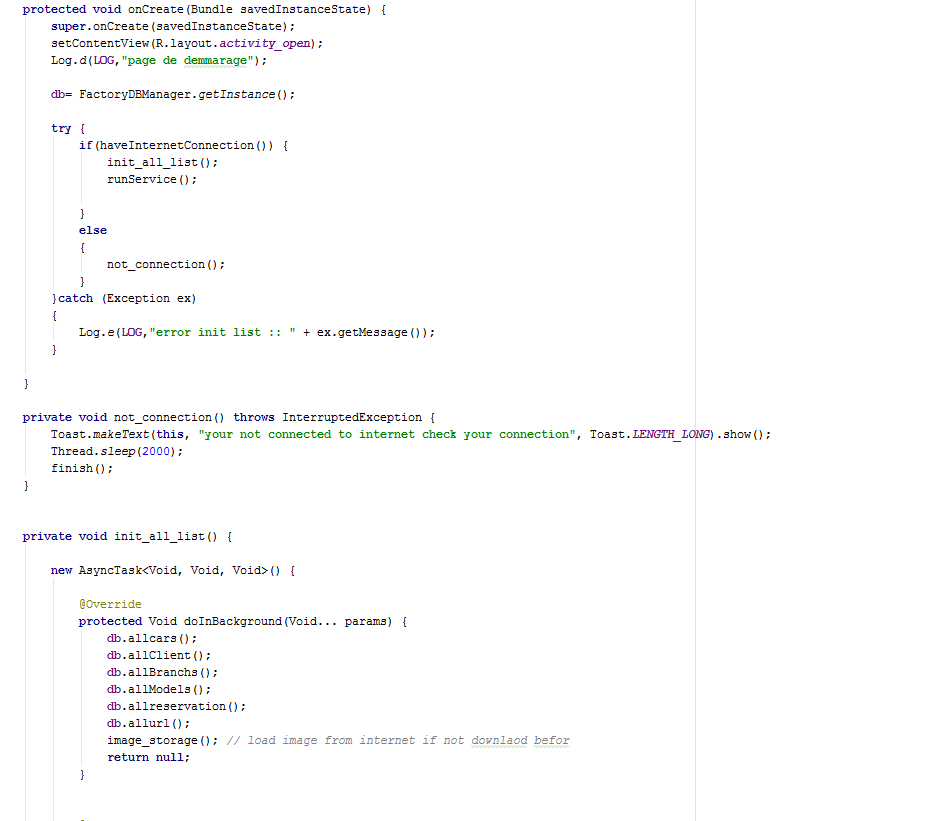 protected void onCreate(Bundle savedInstanceState) {
super.onCreate(savedInstanceState);
setContentView(R.layout.activity_open);
Log.d(LOG,"page de demmarage");
db= FactoryDBManager.getInstance();
try {
if(haveInternetConnection()) {
init_all_list();
runService();
}
else
{
not_connection();
}
}catch (Exception ex)
{
Log.e(LOG,"error init list :: " + ex.getMessage());
}
}
private void not_connection() throws InterruptedException {
Toast.makeText(this, "your not connected to internet check your connection", Toast.LENGTH_LONG).show();
Thread.sleep(2000);
finish();
}
private void init_all_list() {
new AsyncTask<Void, Void, Void>() {
@Override
protected Void doInBackground(Void... params) {
db.allcars();
db.allClient();
db.allBranchs();
db.allModels();
db.allreservation();
db.allurl();
image_storage(); // load image from internet if not downlaod befor
return null;
}